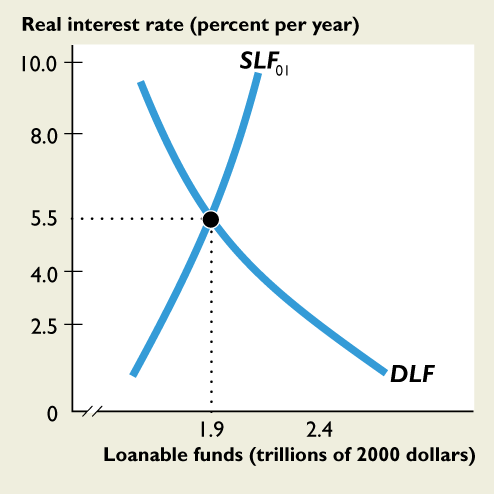 Real interest rate (percent per year)
SLF01
10.0
8.0
5.5
4.0
2.5
DLF
0
1.9 2.4
Loanable funds (trillions of 2000 dollars)